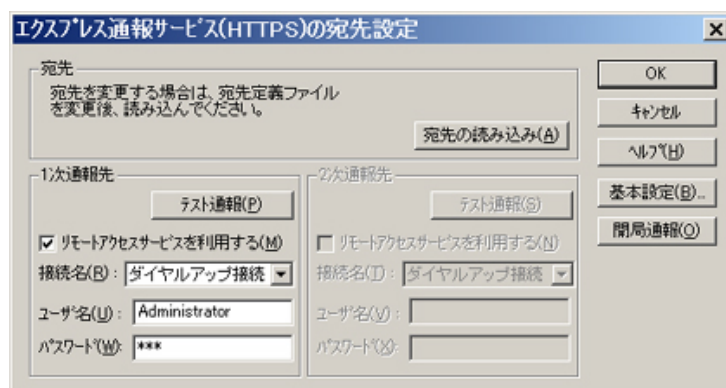 エクスプレス通報サービス(HTTPS)の宛先設定
宛先
宛先を変更する場合は、宛先定義ファイル
を変更後、読み込んでください。
宛先の読み込み(A)
1次通報先
テスト通報(P)
リモートアクセスサービスを利用する(M)
接続名(R): ダイヤルアップ接続
ユーザ名(U): Administrator
パスワード(W): ***
2次通報先
テスト通報(S)
リモートアクセスサービスを利用する(N)
接続名(T): ダイヤルアップ接続
ユーザ名(V):
パスワード(X):
OK
キャンセル
ヘルプ(H)
基本設定(B)..
開局通報(O)